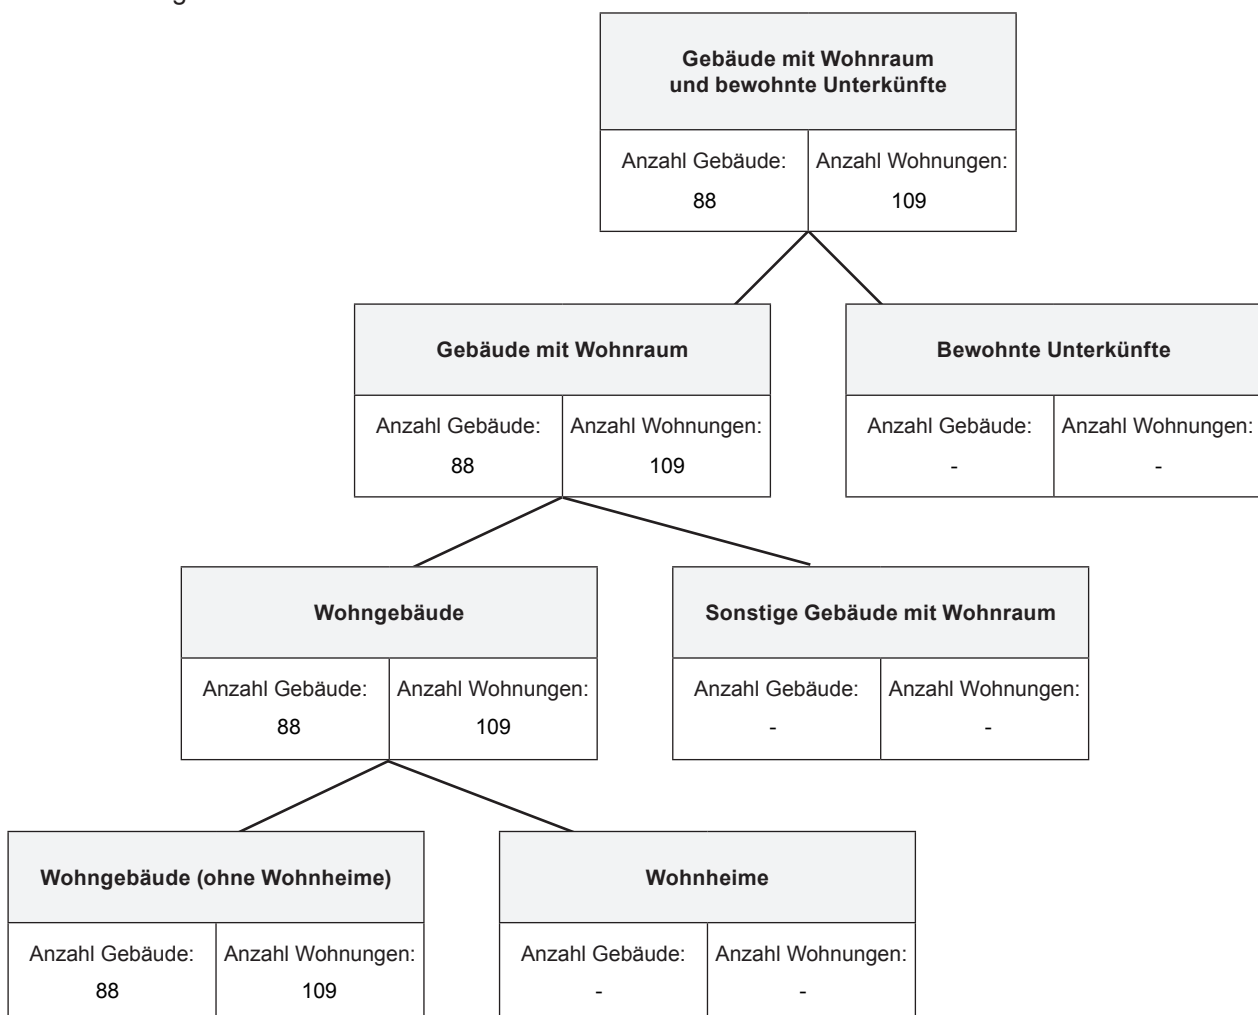 Gebäude mit Wohnraum
und bewohnte Unterkünfte
Anzahl Gebäude: Anzahl Wohnungen:
88 109
Gebäude mit Wohnraum Bewohnte Unterkünfte
Anzahl Gebäude: Anzahl Wohnungen: Anzahl Gebäude: Anzahl Wohnungen:
88 109 - -
Wohngebäude Sonstige Gebäude mit Wohnraum
Anzahl Gebäude: Anzahl Wohnungen: Anzahl Gebäude: Anzahl Wohnungen:
88 109 - -
Wohngebäude (ohne Wohnheime) Wohnheime
Anzahl Gebäude: Anzahl Wohnungen: Anzahl Gebäude: Anzahl Wohnungen:
88 109 - -